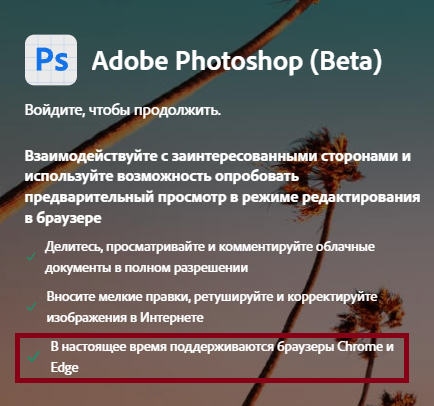 Ps
Adobe Photoshop (Beta)
Войдите, чтобы продолжить.
Взаимодействуйте с заинтересованными сторонами и
используйте возможность опробовать
предварительный просмотр в режиме редактирования
в браузере
Делитесь, просматривайте и комментируйте облачные
документы в полном разрешении
Вносите мелкие правки, ретушируйте и корректируйте
изображения в Интернете
В настоящее время поддерживаются браузеры Chrome и
Edge